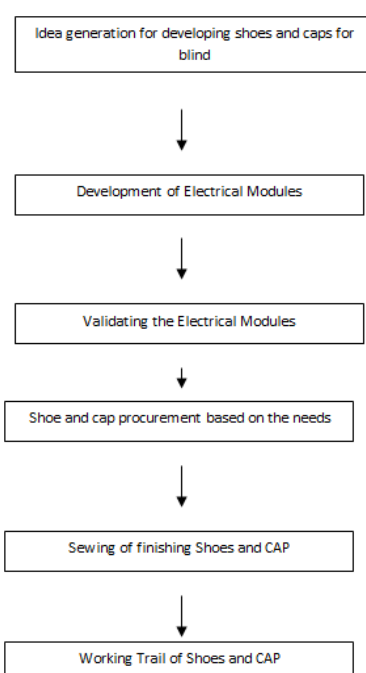 Idea generation for developing shoes and caps for
blind
Development of Electrical Modules
Validating the Electrical Modules
Shoe and cap procurement based on the needs
Sewing of finishing Shoes and CAP
Working Trail of Shoes and CAP